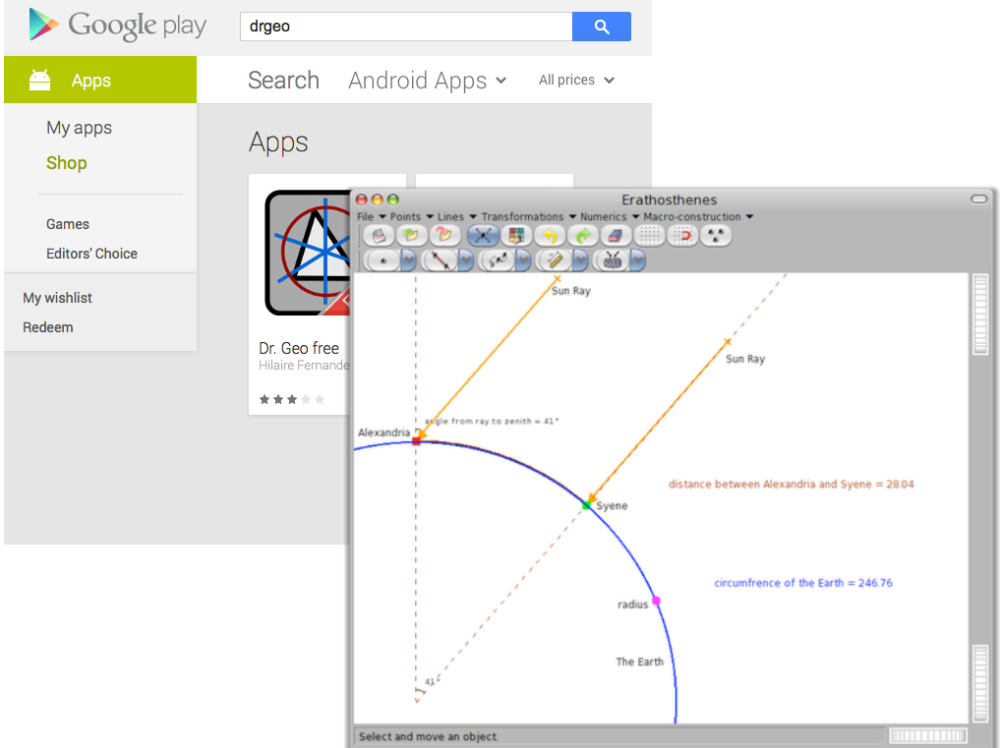 Google play
drgeo
Apps
Search Android Apps All prices
My apps
Shop
Games
Editors' Choice
My wishlist
Redeem
Apps
Dr. Geo free
Hilaire Fernande
Erathosthenes
File Points Lines Transformations Numerics Macro-construction
Sun Ray
Sun Ray
angle from ray to zenith = 41°
Alexandria
distance between Alexandria and Syene = 28.04
Syene
circumfrence of the Earth = 246.76
radius
The Earth
41°
Select and move an object.